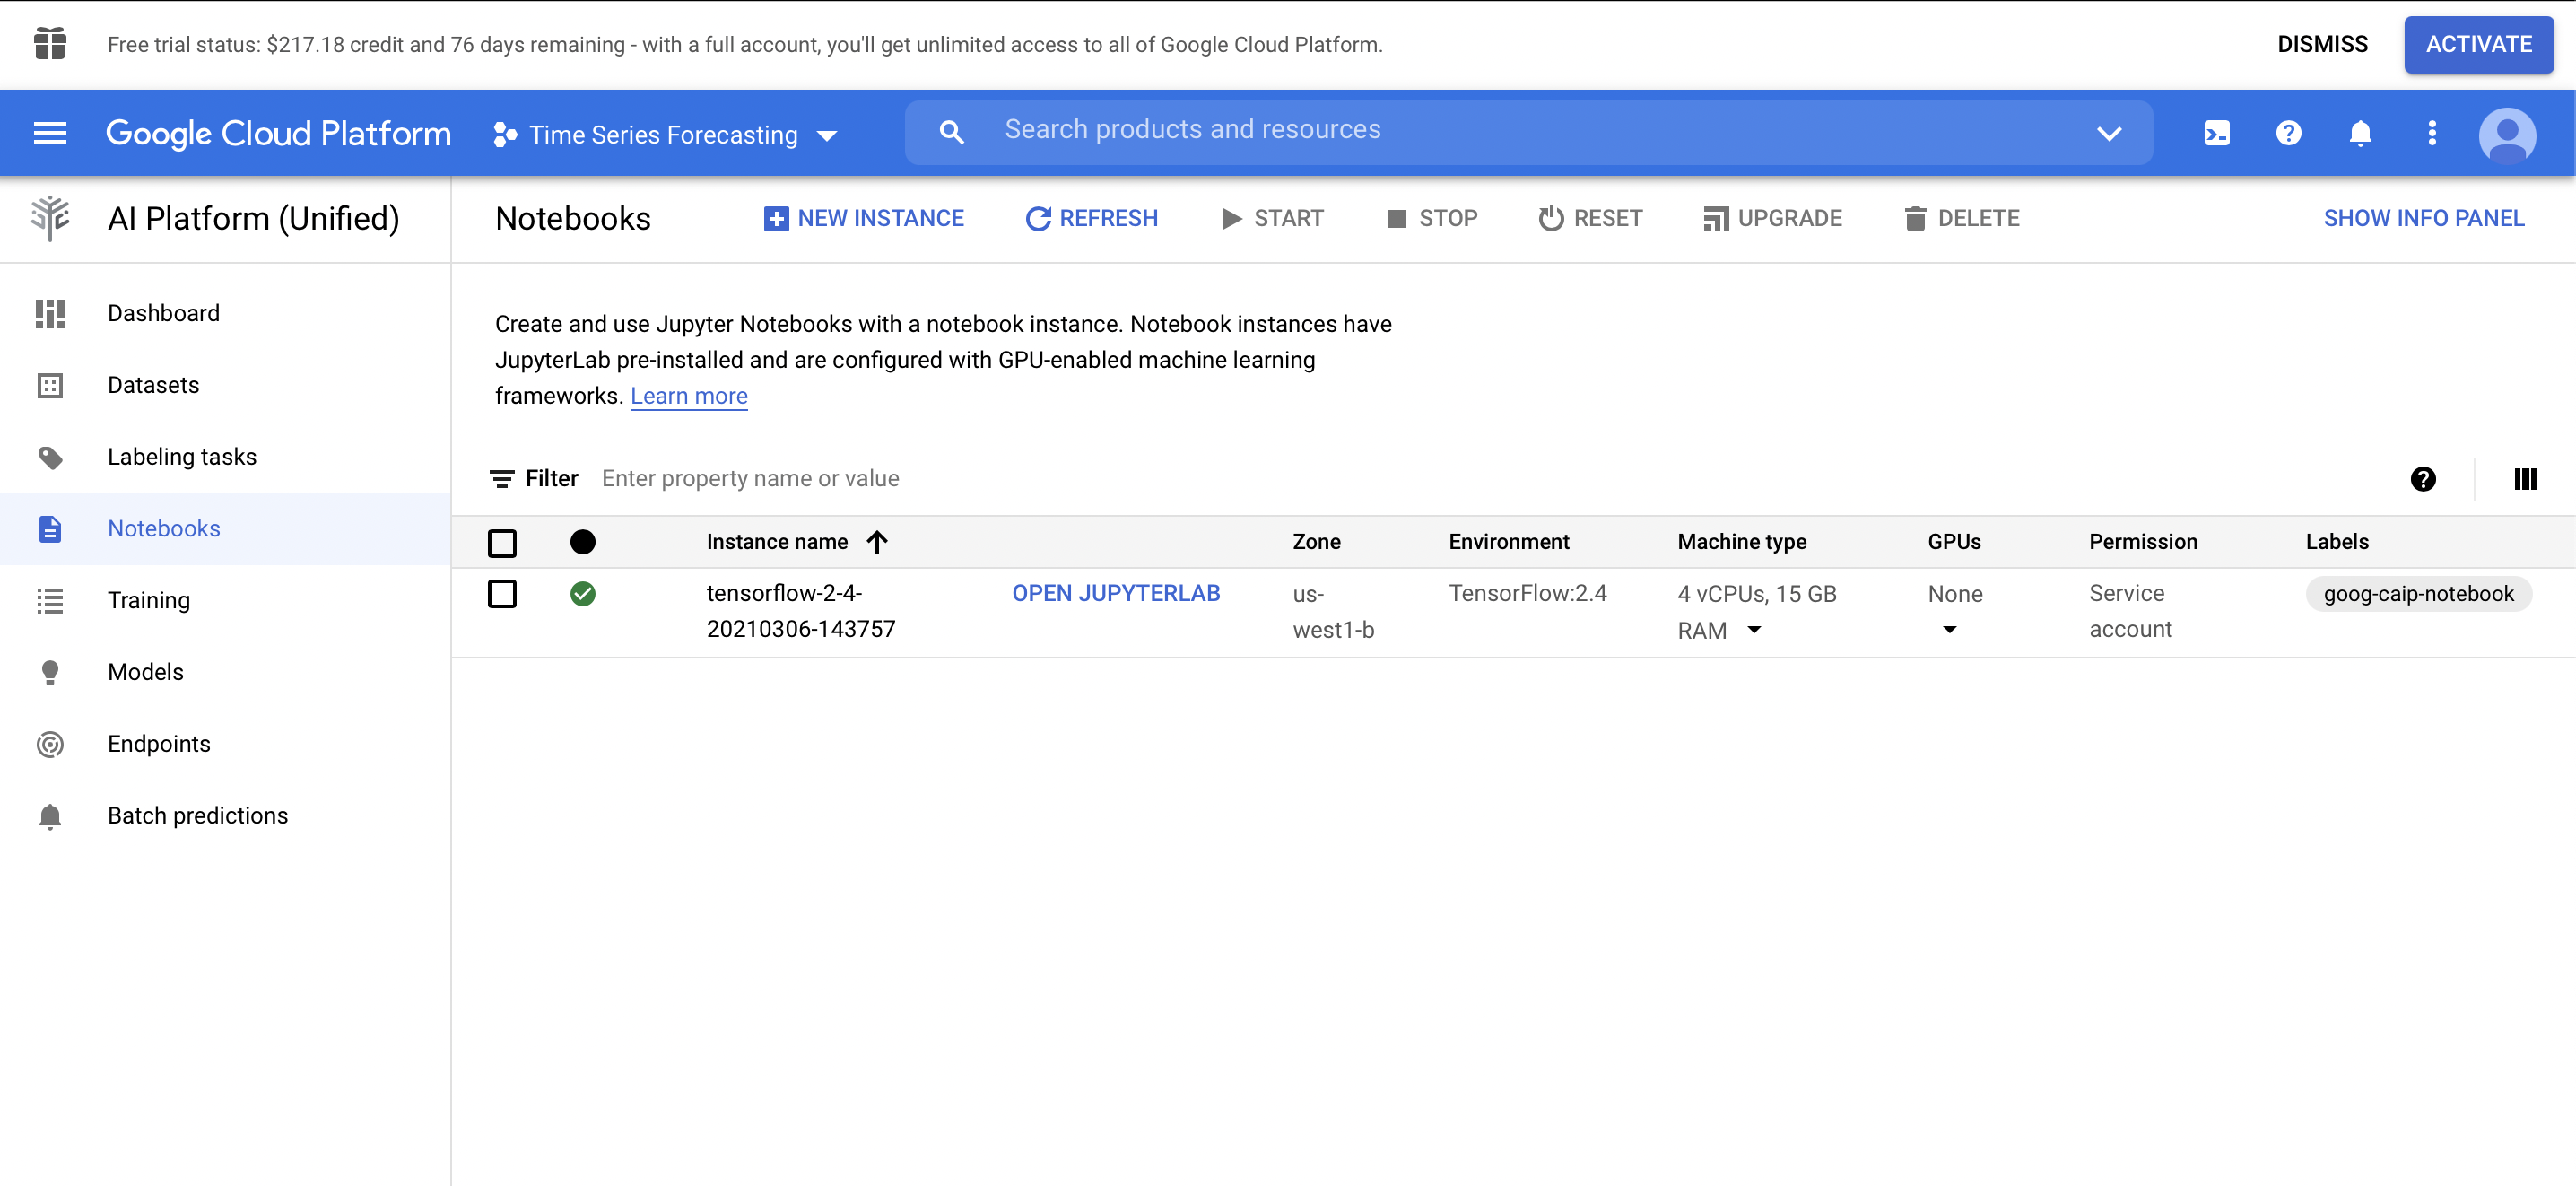 Free trial status: $217.18 credit and 76 days remaining - with a full account, you'll get unlimited access to all of Google Cloud Platform.
DISMISS
ACTIVATE
Google Cloud Platform
Time Series Forecasting
Search products and resources
AI Platform (Unified)
Notebooks
NEW INSTANCE
REFRESH
START
STOP
RESET
UPGRADE
DELETE
SHOW INFO PANEL
Dashboard
Datasets
Labeling tasks
Notebooks
Training
Models
Endpoints
Batch predictions
Create and use Jupyter Notebooks with a notebook instance. Notebook instances have
JupyterLab pre-installed and are configured with GPU-enabled machine learning
frameworks. Learn more
Filter Enter property name or value
Instance name Zone Environment Machine type GPUs Permission Labels
tensorflow-2-4- OPEN JUPYTERLAB us- TensorFlow:2.4 4 vCPUs, 15 GB None Service goog-caip-notebook
20210306-143757 west1-b RAM account